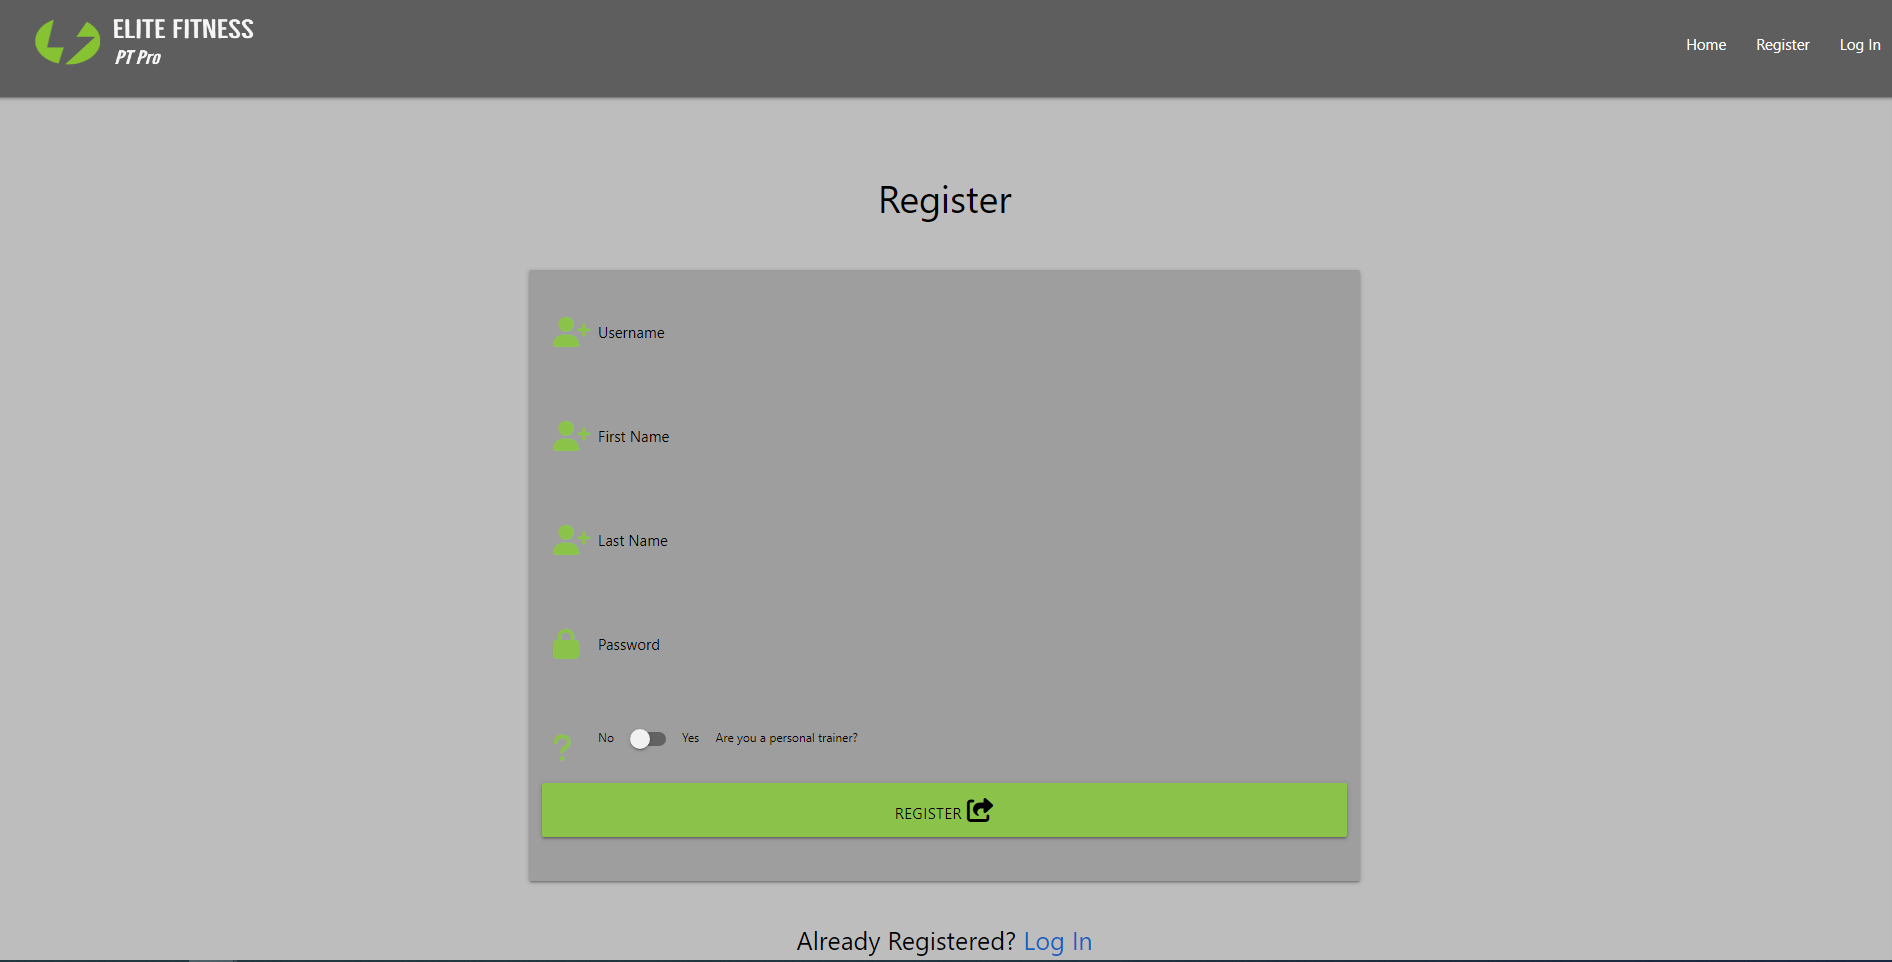 ELITE FITNESS
PT Pro
Home Register Log In
Register
Username
First Name
Last Name
Password
No Yes Are you a personal trainer?
REGISTER
Already Registered? Log In